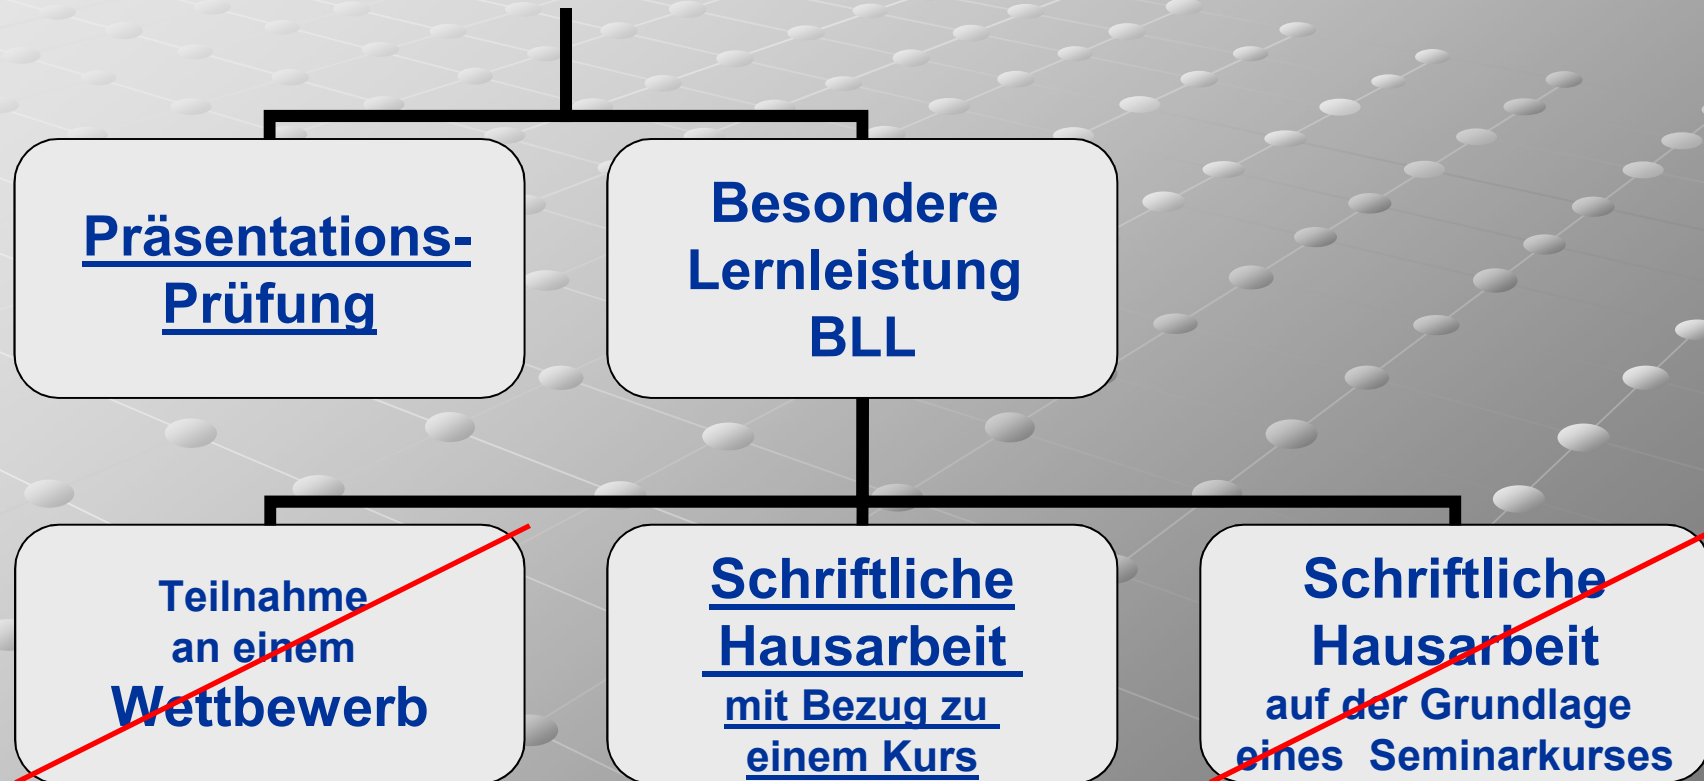 Präsentations-
Prüfung
Besondere
Lernleistung
BLL
Teilnahme
an einem
Wettbewerb
Schriftliche
Hausarbeit
mit Bezug zu
einem Kurs
Schriftliche
Hausarbeit
auf der Grundlage
eines Seminarkurses